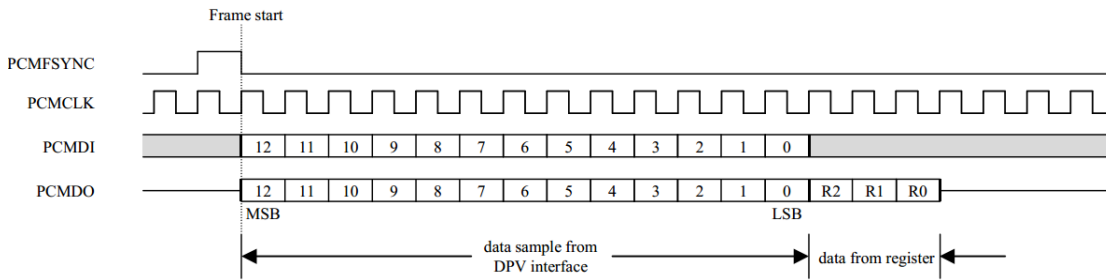 Frame start
PCMFSYNC
PCMCLK
PCMDI
12 11 10 9 8 7 6 5 4 3 2 1 0
PCMDO
12 11 10 9 8 7 6 5 4 3 2 1 0 R2 R1 R0
MSB LSB
data sample from
DPV interface
data from register